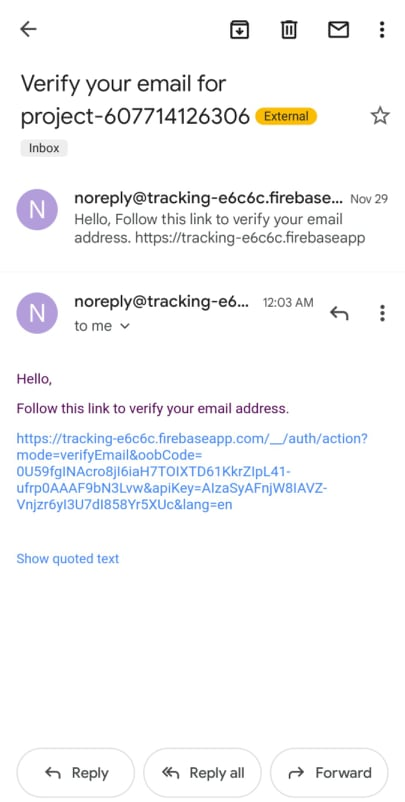 Verify your email for
project-607714126306 External
Inbox
N
noreply@tracking-e6c6c.firebase... Nov 29
Hello, Follow this link to verify your email
address. https://tracking-e6c6c.firebaseapp
N
noreply@tracking-e6... 12:03 AM
to me
Hello,
Follow this link to verify your email address.
https://tracking-e6c6c.firebaseapp.com/__/auth/action?
mode=verifyEmail&oobCode=
0U59fgINAcro8jI6iaH7TOIXTD61KkrZIpL41-
ufrp0AAAF9bN3Lvw&apiKey=AIzaSyAFnjW8IAVZ-
Vnjzr6yI3U7dI858Yr5XUc&lang=en
Show quoted text
Reply
Reply all
Forward